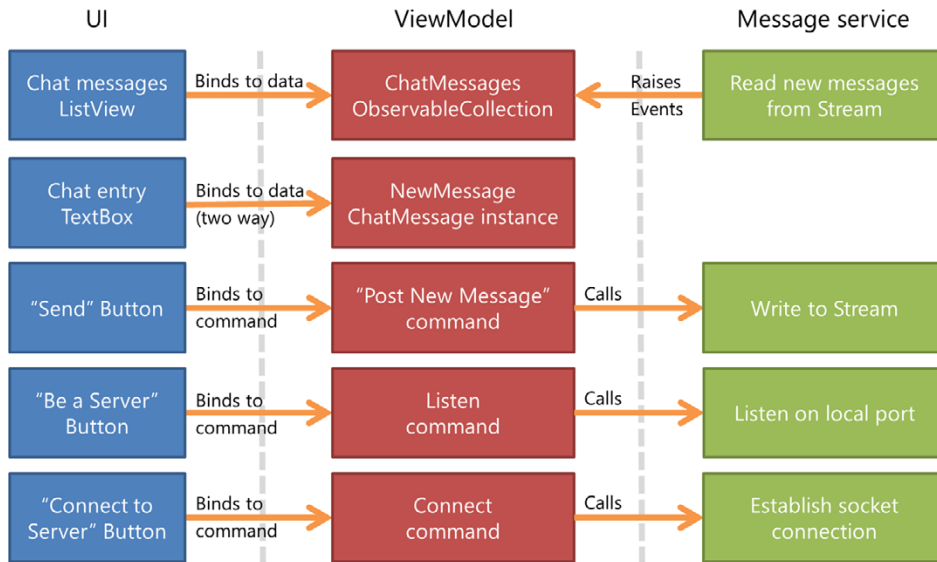 UI
ViewModel
Message service
Chat messages
ListView
Binds to data
ChatMessages
ObservableCollection
Raises
Events
Read new messages
from Stream
Chat entry
TextBox
Binds to data
(two way)
NewMessage
ChatMessage instance
“Send” Button
Binds to
command
“Post New Message”
command
Calls
Write to Stream
“Be a Server”
Button
Binds to
command
Listen
command
Calls
Listen on local port
“Connect to
Server” Button
Binds to
command
Connect
command
Calls
Establish socket
connection